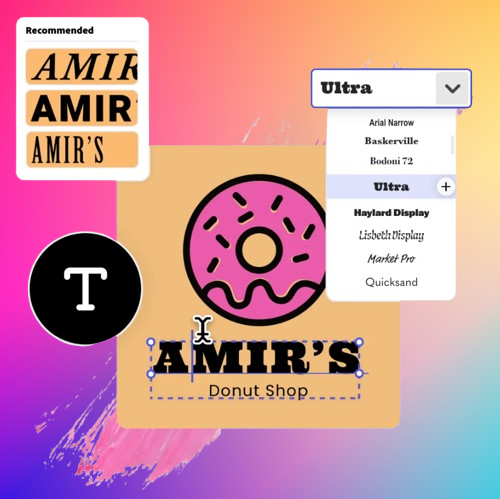 Recommended
AMIR
AMIR'
AMIR'S
Ultra
Arial Narrow
Baskerville
Bodoni 72
Ultra
Haylard Display
Lisbeth Display
Market Pro
Quicksand
T
AMIR'S
Donut Shop